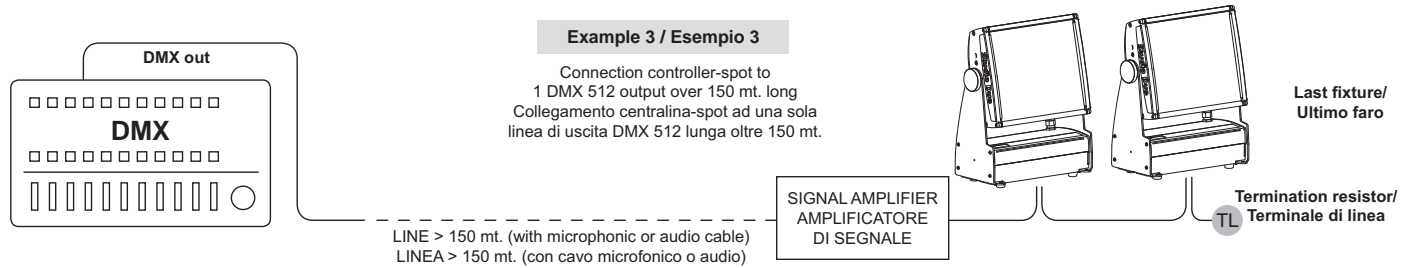 DMX out
Example 3 / Esempio 3
Connection controller-spot to
1 DMX 512 output over 150 mt. long
Collegamento centralina-spot ad una sola
linea di uscita DMX 512 lunga oltre 150 mt.
DMX
Last fixture/
Ultimo faro
SIGNAL AMPLIFIER
AMPLIFICATORE
DI SEGNALE
Termination resistor/
Terminale di linea
TL
LINE > 150 mt. (with microphonic or audio cable)
LINEA > 150 mt. (con cavo microfonico o audio)